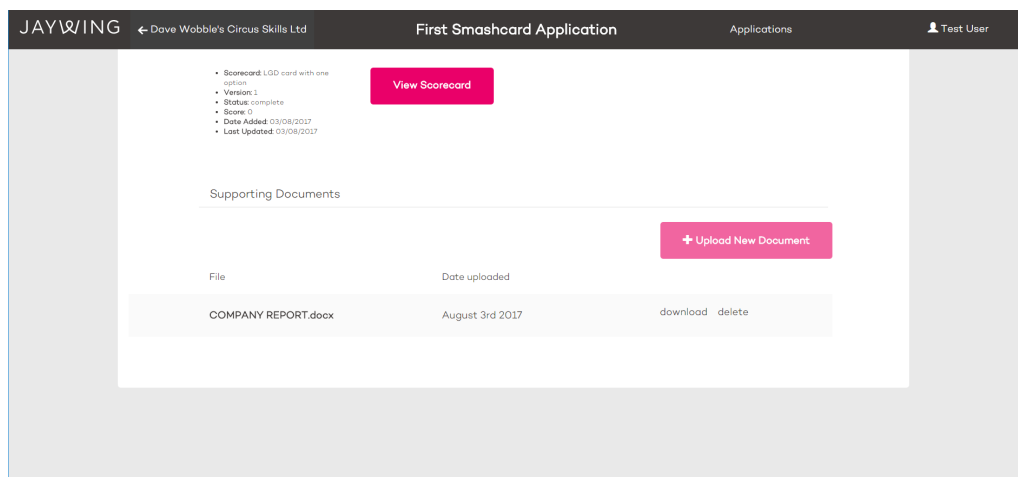 JAYWING
← Dave Wobble's Circus Skills Ltd
First Smashcard Application
Applications
Test User
• Scorecard: LGD card with one
option
• Version: 1
• Status: complete
• Score: 0
• Date Added: 03/08/2017
• Last Updated: 03/08/2017
View Scorecard
Supporting Documents
+ Upload New Document
File Date uploaded
COMPANY REPORT.docx August 3rd 2017 download delete